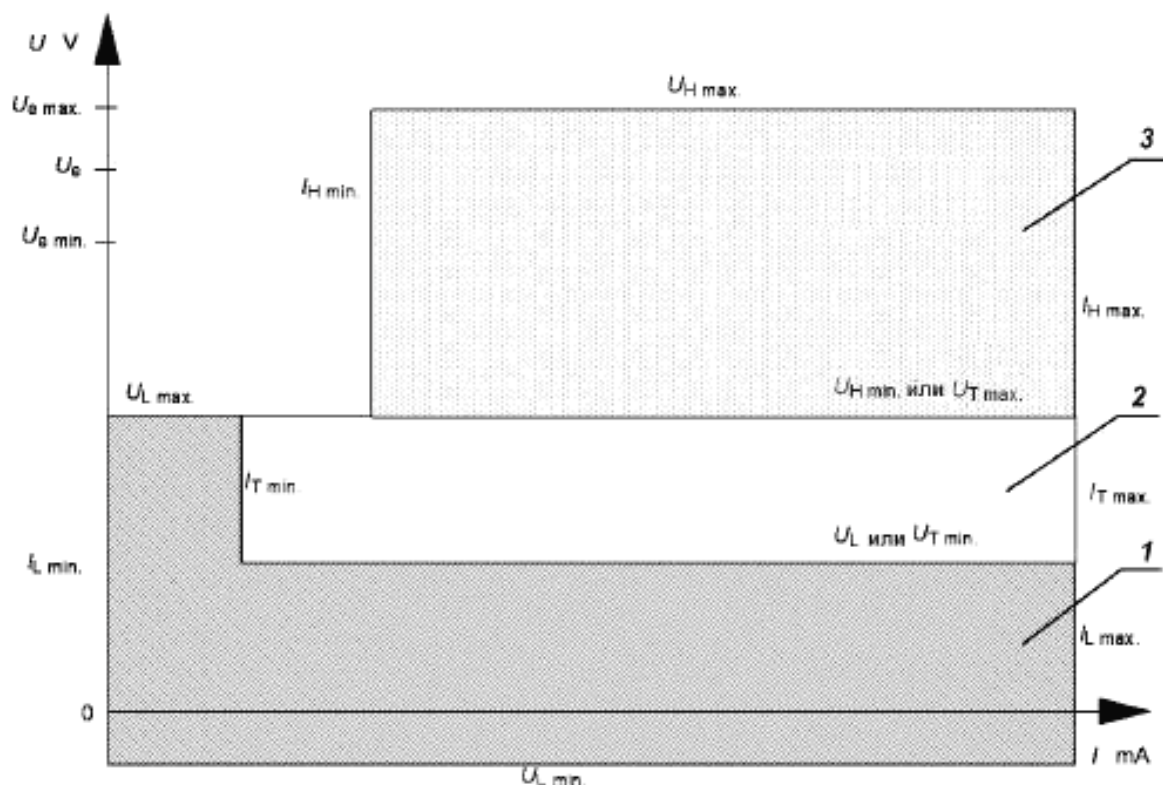 U V
U_H max.
U_e max.
3
U_e
I_H min.
U_e min.
I_H max.
U_L max.
U_H min. или U_T max.
2
I_T min.
I_T max.
U_L или U_T min.
1
I_L min.
I_L max.
0
I mA
U_L min.